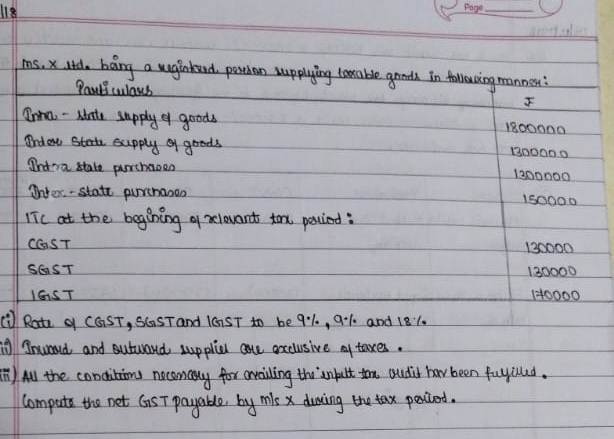 118
Page
M/s. X Ltd. being a registered person supplying taxable goods in following manner:
Particulars ₹
Intra - state supply of goods 1800000
Inter State supply of goods 1300000
Intra state purchases 1300000
Inter-state purchases 150000
ITC at the begining of relevant tax period :
CGST 130000
SGST 130000
IGST 170000
(i) Rate of CGST, SGST and IGST to be 9%, 9% and 18%
ii) Inward and outward supplies are exclusive of taxes .
iii) All the conditions necessary for availing the input tax credit have been fulfilled .
Compute the net GST payable by m/s X during the tax period .